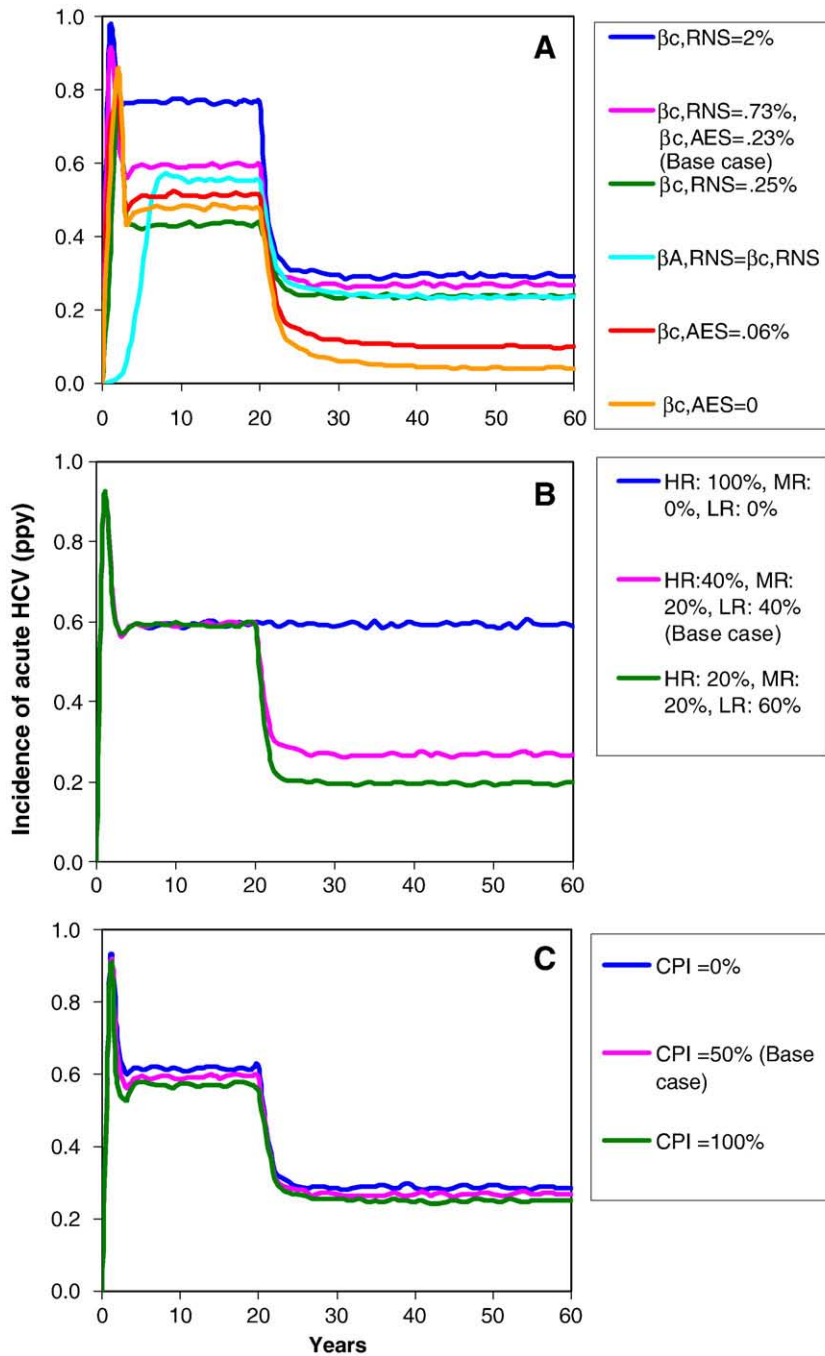 A
1.0
0.8
0.6
0.4
0.2
0.0
0 10 20 30 40 50 60
βc,RNS=2%
βc,RNS=.73%,
βc,AES=.23%
(Base case)
βc,RNS=.25%
βA,RNS=βc,RNS
βc,AES=.06%
βc,AES=0
Incidence of acute HCV (ppy)
B
1.0
0.8
0.6
0.4
0.2
0.0
0 10 20 30 40 50 60
HR: 100%, MR:
0%, LR: 0%
HR:40%, MR:
20%, LR: 40%
(Base case)
HR: 20%, MR:
20%, LR: 60%
C
1.0
0.8
0.6
0.4
0.2
0.0
0 10 20 30 40 50 60
Years
CPI =0%
CPI =50% (Base
case)
CPI =100%